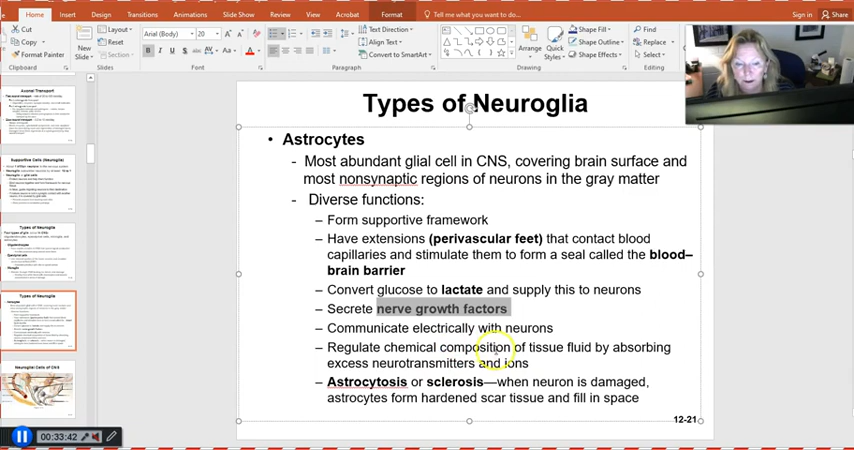 Home Insert Design Transitions Animations Slide Show Review View Acrobat Format Tell me what you want to do... Sign in Share
Cut
Copy
Format Painter
Clipboard
New
Slide
Layout
Reset
Section
Slides
Arial (Body) 20
B I U S
Font
Text Direction
Align Text
Convert to SmartArt
Paragraph
Arrange
Quick
Styles
Shape Fill
Shape Outline
Shape Effects
Drawing
Find
Replace
Select
Editing
Axonal Transport
Supportive Cells (Neuroglia)
Types of Neuroglia
Types of Neuroglia
Neuroglial Cells of CNS
Types of Neuroglia
• Astrocytes
- Most abundant glial cell in CNS, covering brain surface and
most nonsynaptic regions of neurons in the gray matter
- Diverse functions:
– Form supportive framework
– Have extensions (perivascular feet) that contact blood
capillaries and stimulate them to form a seal called the blood–
brain barrier
– Convert glucose to lactate and supply this to neurons
– Secrete nerve growth factors
– Communicate electrically with neurons
– Regulate chemical composition of tissue fluid by absorbing
excess neurotransmitters and ions
– Astrocytosis or sclerosis—when neuron is damaged,
astrocytes form hardened scar tissue and fill in space
12-21
00:33:42